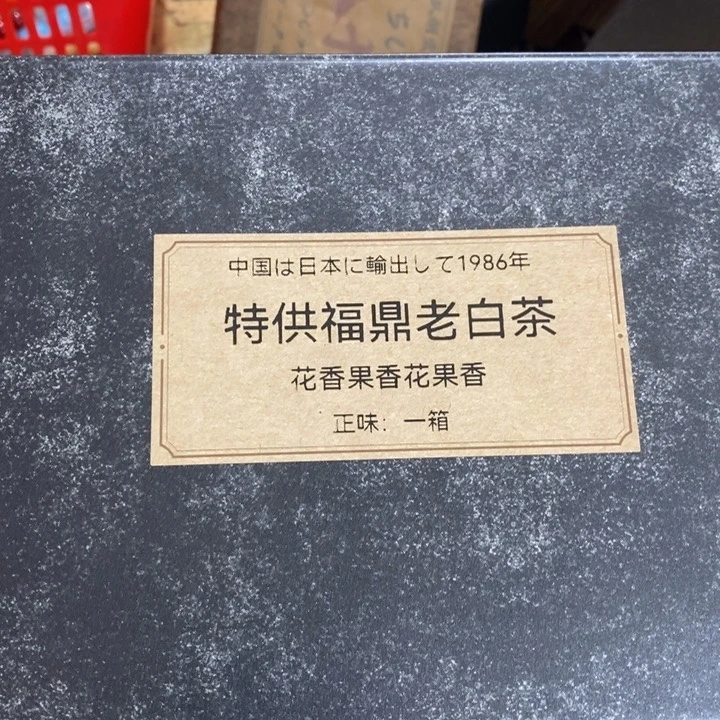 中国は日本に輸出して1986年
特供福鼎老白茶
花香果香花果香
正味：一箱